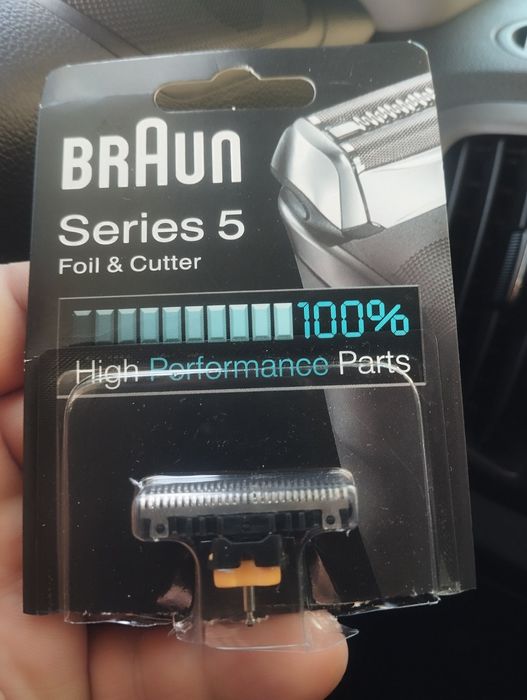 BRAUN
Series 5
Foil & Cutter
100%
High Performance Parts